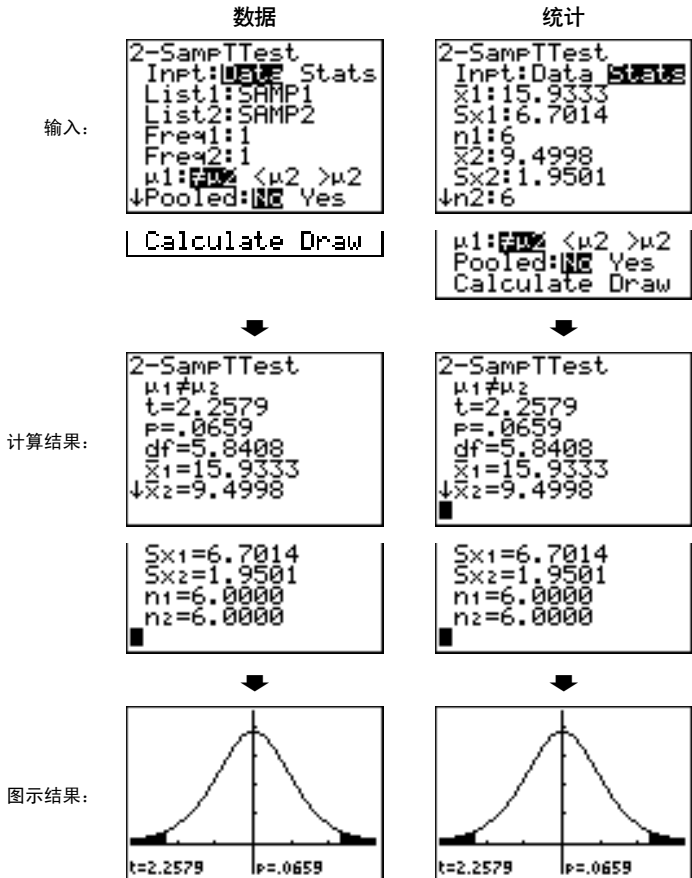 数据
统计
输入:
2-SampTTest
Inpt:Data Stats
List1:SAMP1
List2:SAMP2
Freq1:1
Freq2:1
μ1:≠μ2 <μ2 >μ2
↓Pooled:No Yes
Calculate Draw
2-SampTTest
Inpt:Data Stats
x̄1:15.9333
Sx1:6.7014
n1:6
x̄2:9.4998
Sx2:1.9501
↓n2:6
μ1:≠μ2 <μ2 >μ2
Pooled:No Yes
Calculate Draw
计算结果:
2-SampTTest
μ1≠μ2
t=2.2579
p=.0659
df=5.8408
x̄1=15.9333
↓x̄2=9.4998
Sx1=6.7014
Sx2=1.9501
n1=6.0000
n2=6.0000
2-SampTTest
μ1≠μ2
t=2.2579
p=.0659
df=5.8408
x̄1=15.9333
↓x̄2=9.4998
Sx1=6.7014
Sx2=1.9501
n1=6.0000
n2=6.0000
图示结果:
t=2.2579 p=.0659
t=2.2579 p=.0659